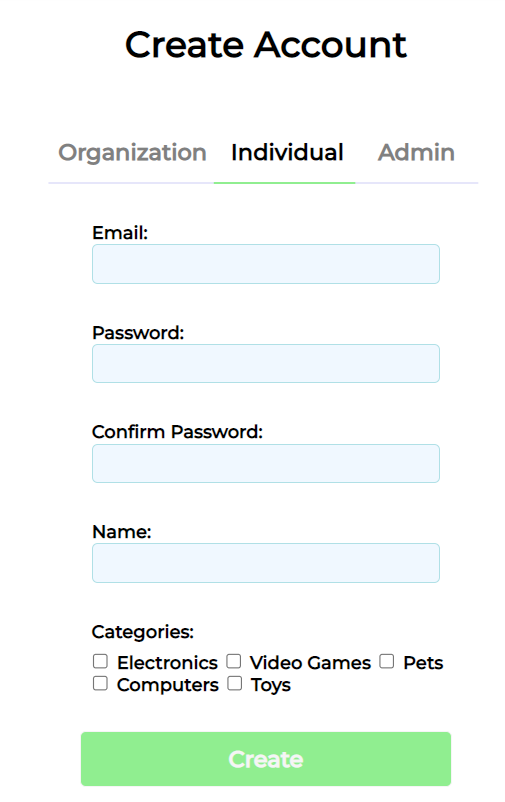 Create Account
Organization Individual Admin
Email:
Password:
Confirm Password:
Name:
Categories:
Electronics Video Games Pets
Computers Toys
Create